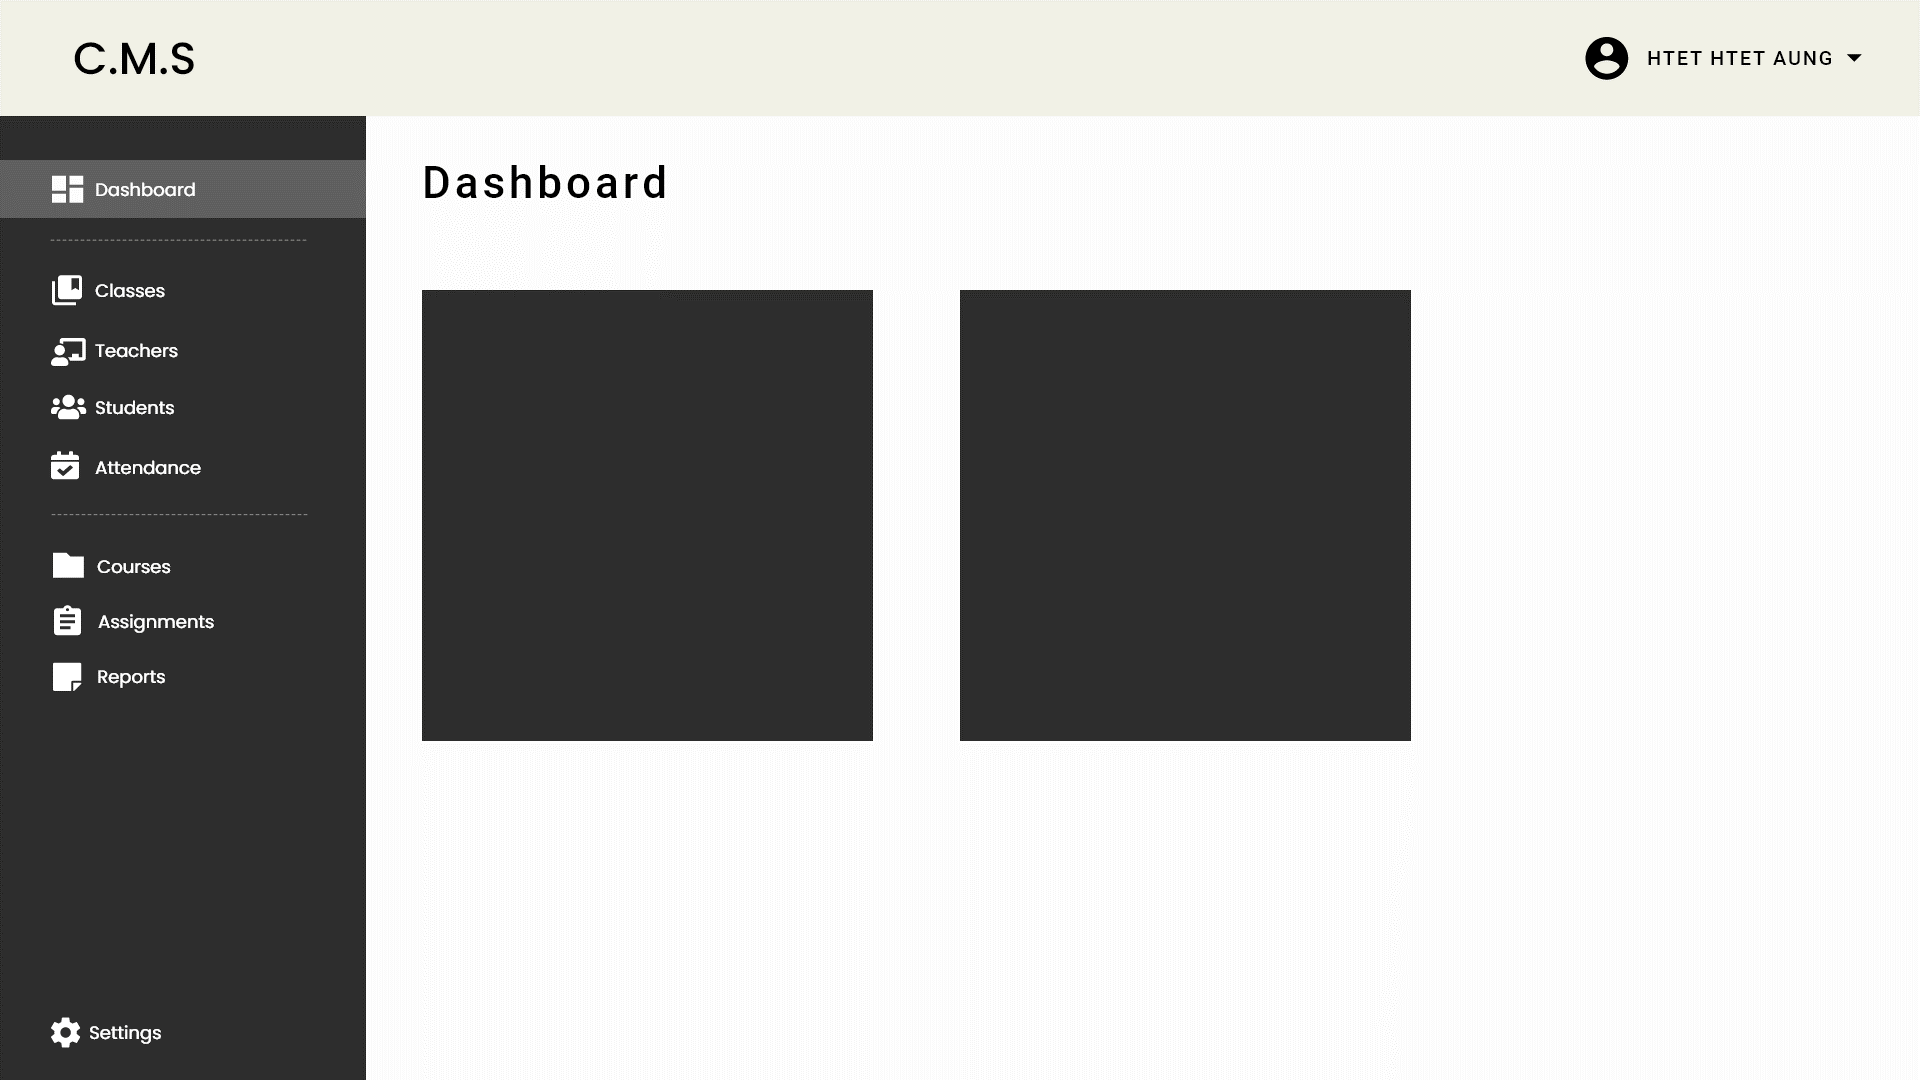 C.M.S
HTET HTET AUNG
Dashboard
Dashboard
Classes
Teachers
Students
Attendance
Courses
Assignments
Reports
Settings